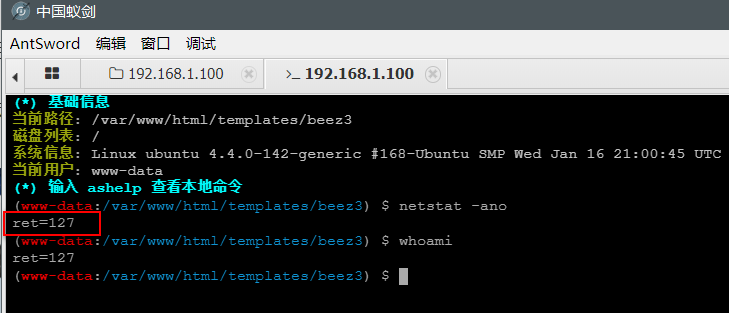 中国蚁剑
AntSword 编辑 窗口 调试
192.168.1.100 >_ 192.168.1.100
(*) 基础信息
当前路径: /var/www/html/templates/beez3
磁盘列表: /
系统信息: Linux ubuntu 4.4.0-142-generic #168-Ubuntu SMP Wed Jan 16 21:00:45 UTC
当前用户: www-data
(*) 输入 ashelp 查看本地命令
(www-data:/var/www/html/templates/beez3) $ netstat -ano
ret=127
(www-data:/var/www/html/templates/beez3) $ whoami
ret=127
(www-data:/var/www/html/templates/beez3) $